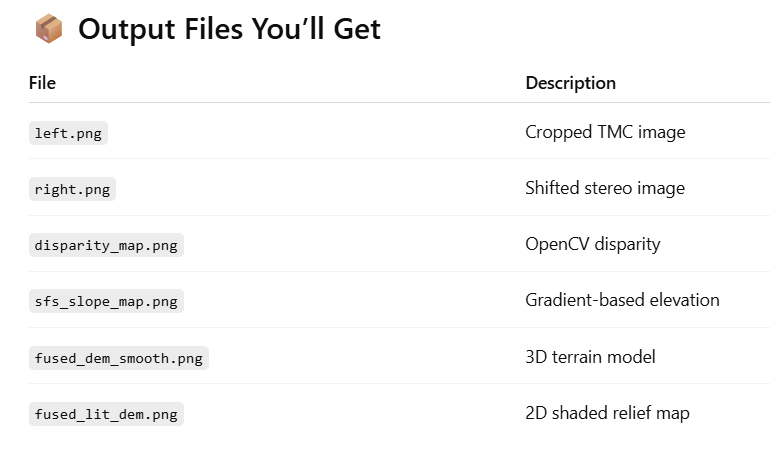 📦 Output Files You’ll Get
File Description
left.png Cropped TMC image
right.png Shifted stereo image
disparity_map.png OpenCV disparity
sfs_slope_map.png Gradient-based elevation
fused_dem_smooth.png 3D terrain model
fused_lit_dem.png 2D shaded relief map